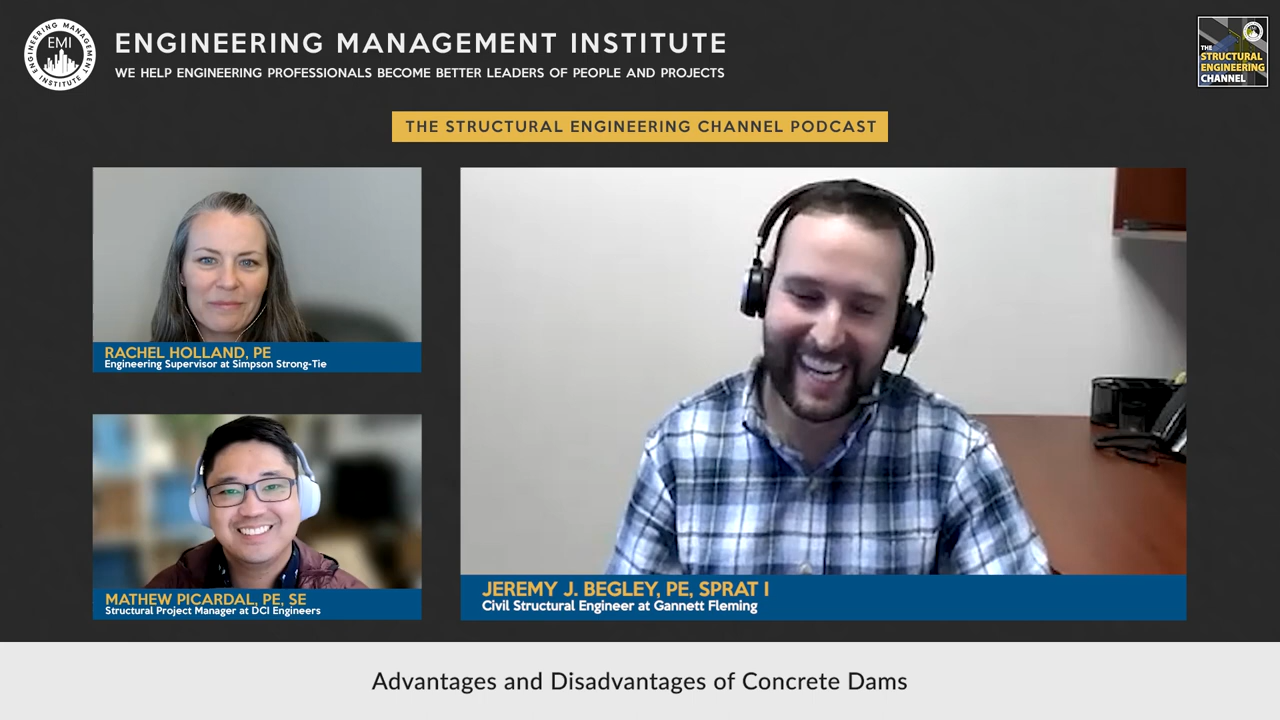 ENGINEERING MANAGEMENT INSTITUTE
EMI
ENGINEERING MANAGEMENT INSTITUTE
WE HELP ENGINEERING PROFESSIONALS BECOME BETTER LEADERS OF PEOPLE AND PROJECTS
THE
STRUCTURAL
ENGINEERING
CHANNEL
THE STRUCTURAL ENGINEERING CHANNEL PODCAST
RACHEL HOLLAND, PE
Engineering Supervisor at Simpson Strong-Tie
MATHEW PICARDAL, PE, SE
Structural Project Manager at DCI Engineers
JEREMY J. BEGLEY, PE, SPRAT I
Civil Structural Engineer at Gannett Fleming
Advantages and Disadvantages of Concrete Dams